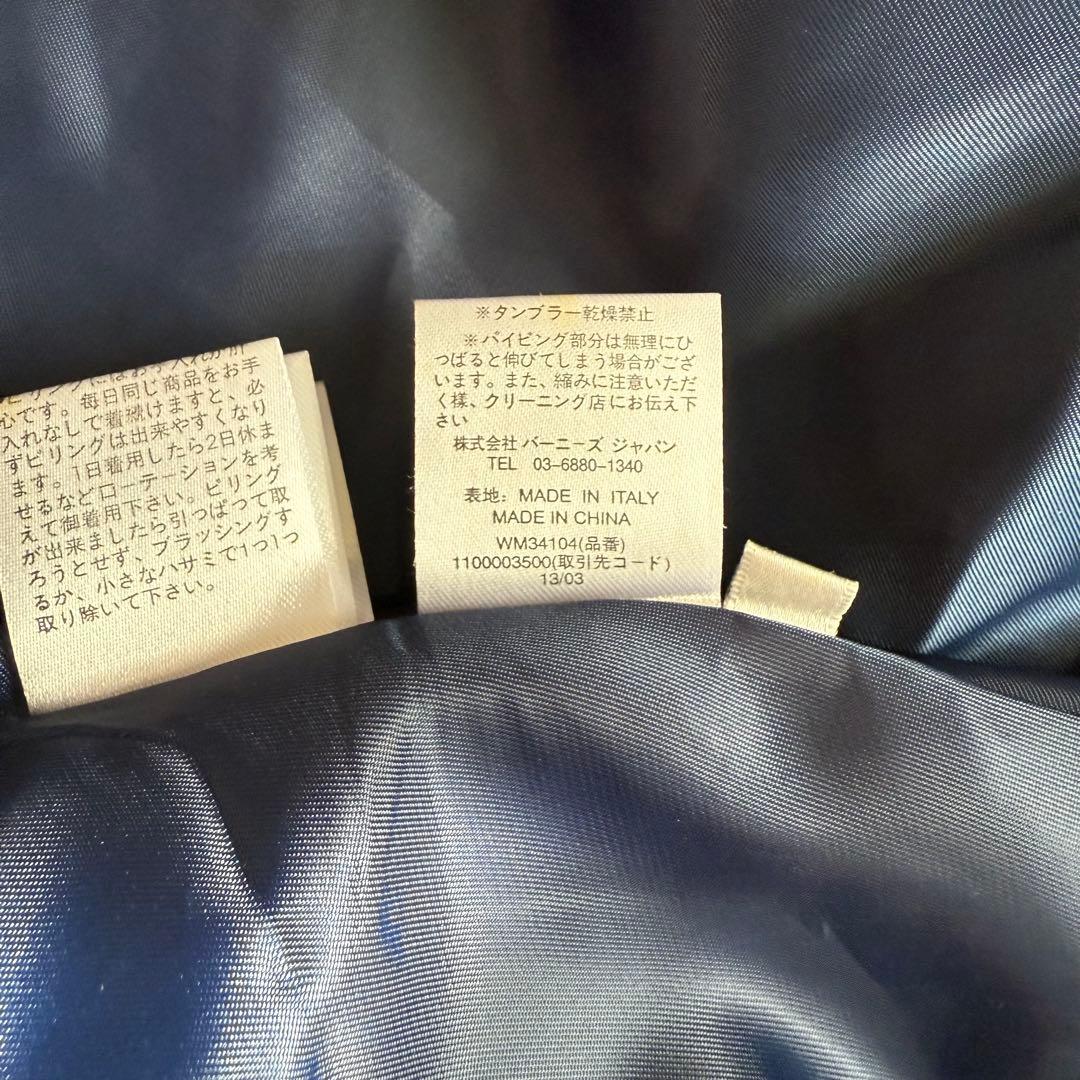 心です。毎日同じ商品をお手
入れなしで着続けますと、必
ずピリングは出来やすくなり
ます。1日着用したら2日休ま
せるなどローテーションを考
えて御着用下さい。ピリング
が出来ましたら引っぱって取
ろうとせず、ブラッシングす
るか、小さなハサミで1つ1つ
取り除いて下さい。
※タンブラー乾燥禁止
※パイピング部分は無理にひ
っぱると伸びてしまう場合がござ
います。また、縮みに注意いただ
く様、クリーニング店にお伝え下
さい
株式会社 バーニーズ ジャパン
TEL 03-6880-1340
表地: MADE IN ITALY
MADE IN CHINA
WM34104(品番)
1100003500(取引先コード)
13/03